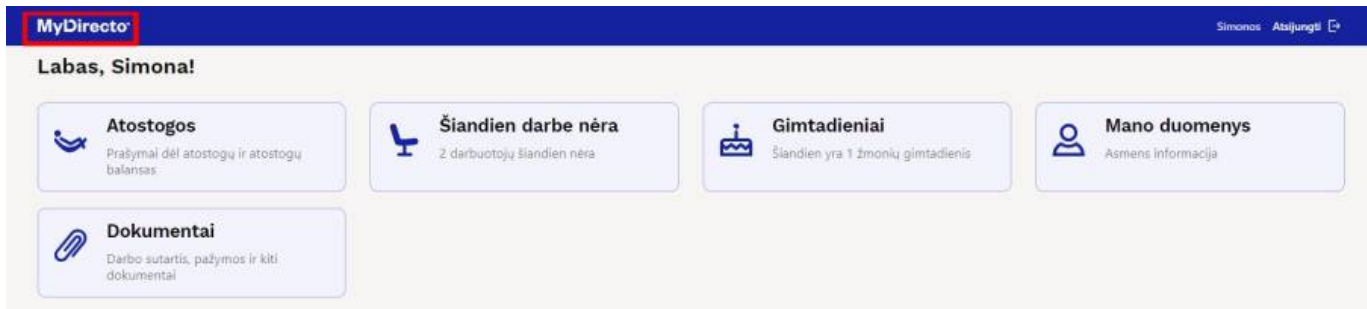 MyDirecto
Simonos Atsijungti
Labas, Simona!
Atostogos
Prašymai dėl atostogų ir atostogų
balansas
Šiandien darbe nėra
2 darbuotojų šiandien nėra
Gimtadieniai
Šiandien yra 1 žmonių gimtadienis
Mano duomenys
Asmens informacija
Dokumentai
Darbo sutartis, pažymos ir kiti
dokumentai